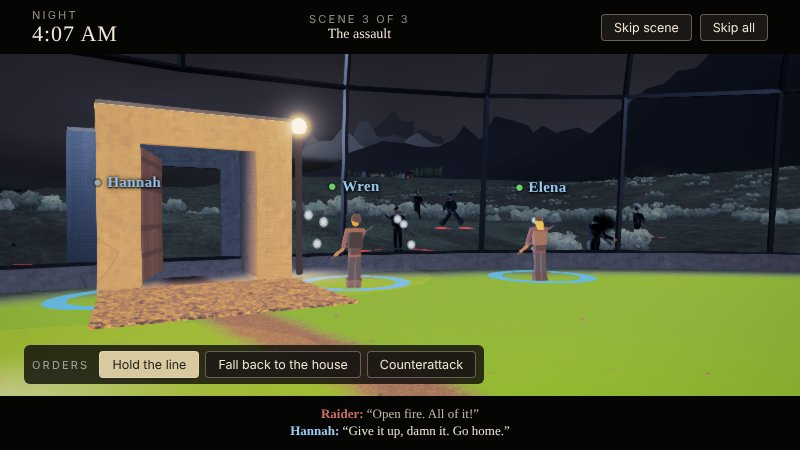 NIGHT
4:07 AM
SCENE 3 OF 3
The assault
Skip scene
Skip all
Hannah
Wren
Elena
ORDERS
Hold the line
Fall back to the house
Counterattack
Raider: “Open fire. All of it!”
Hannah: “Give it up, damn it. Go home.”